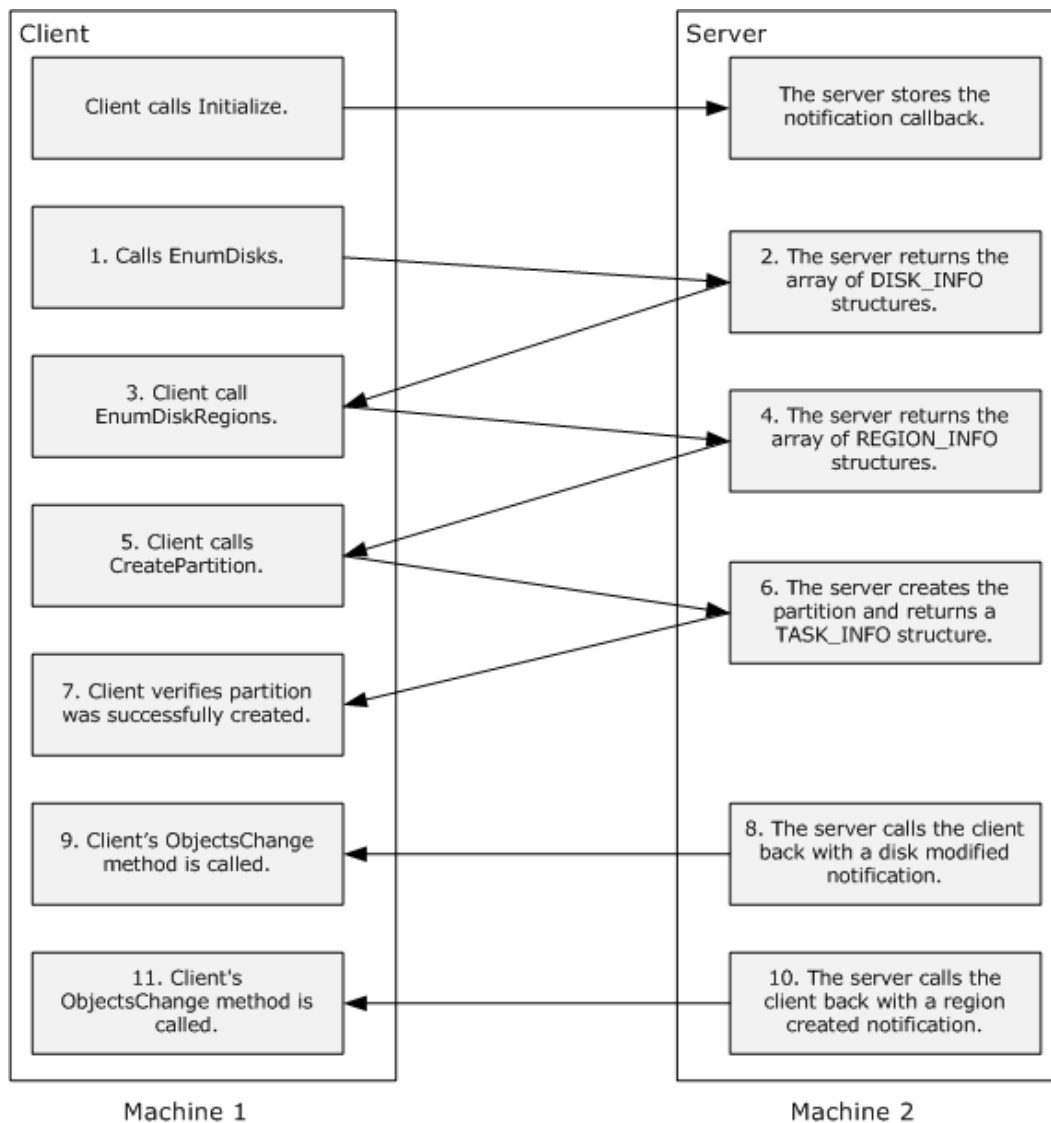 Client
Server
Client calls Initialize.
The server stores the
notification callback.
1. Calls EnumDisks.
2. The server returns the
array of DISK_INFO
structures.
3. Client call
EnumDiskRegions.
4. The server returns the
array of REGION_INFO
structures.
5. Client calls
CreatePartition.
6. The server creates the
partition and returns a
TASK_INFO structure.
7. Client verifies partition
was successfully created.
8. The server calls the client
back with a disk modified
notification.
9. Client’s ObjectsChange
method is called.
10. The server calls the
client back with a region
created notification.
11. Client's
ObjectsChange method is
called.
Machine 1
Machine 2